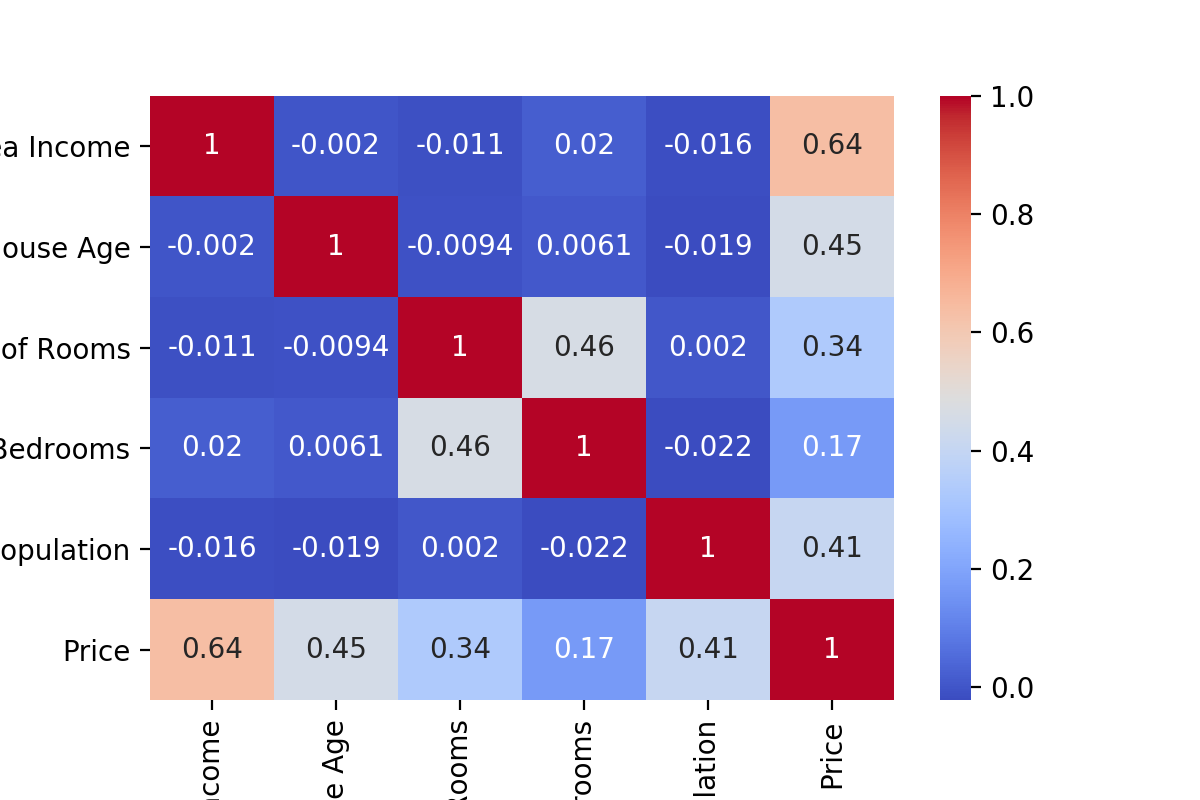 1.0
ea Income 1 -0.002 -0.011 0.02 -0.016 0.64
0.8
ouse Age -0.002 1 -0.0094 0.0061 -0.019 0.45
of Rooms -0.011 -0.0094 1 0.46 0.002 0.34
0.6
Bedrooms 0.02 0.0061 0.46 1 -0.022 0.17
0.4
opulation -0.016 -0.019 0.002 -0.022 1 0.41
0.2
Price 0.64 0.45 0.34 0.17 0.41 1
0.0
ncome
e Age
Rooms
rooms
lation
Price